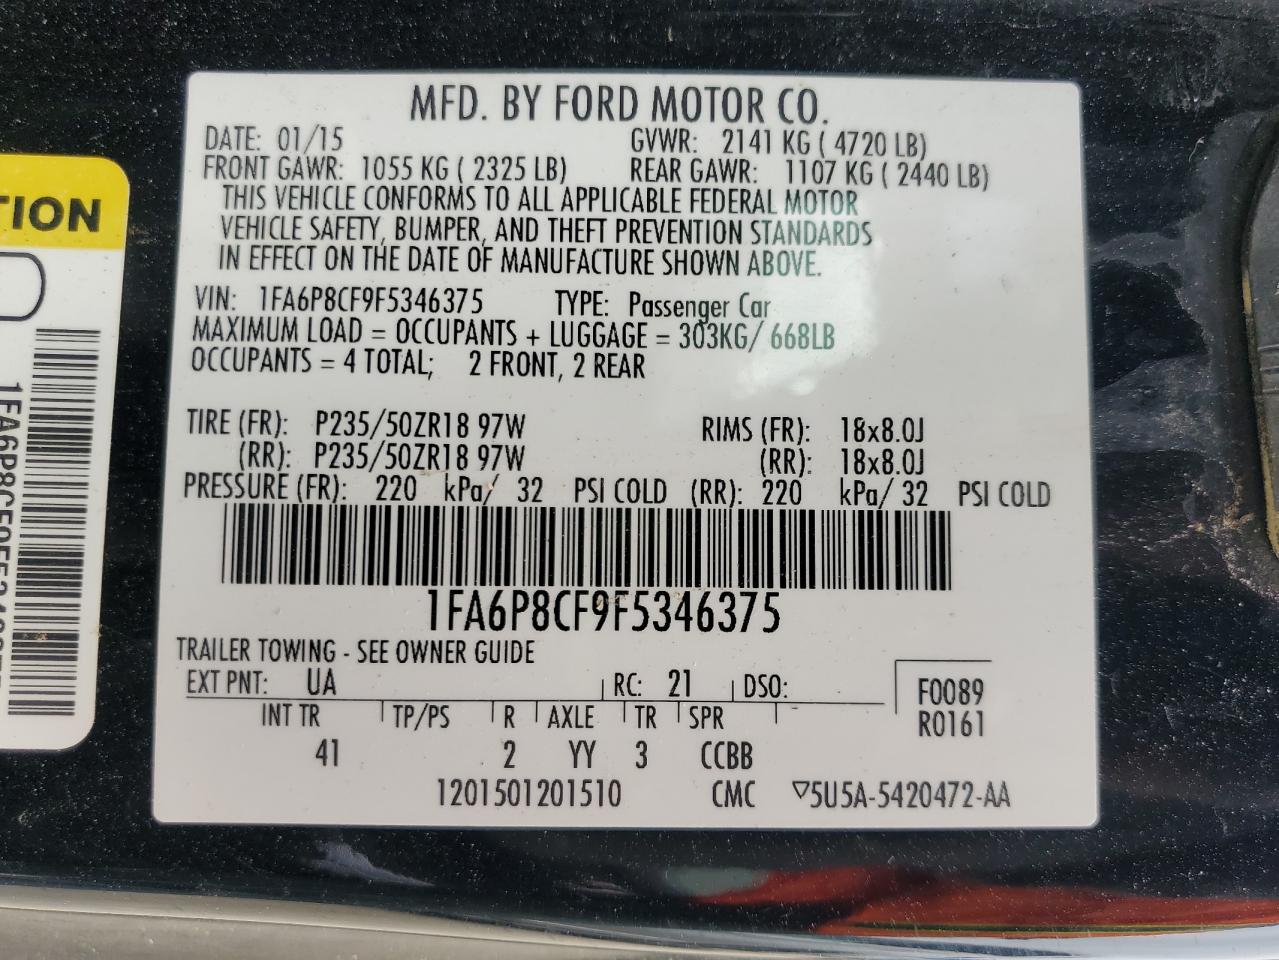 MFD. BY FORD MOTOR CO.
DATE: 01/15 GVWR: 2141 KG ( 4720 LB)
FRONT GAWR: 1055 KG ( 2325 LB) REAR GAWR: 1107 KG ( 2440 LB)
THIS VEHICLE CONFORMS TO ALL APPLICABLE FEDERAL MOTOR
VEHICLE SAFETY, BUMPER, AND THEFT PREVENTION STANDARDS
IN EFFECT ON THE DATE OF MANUFACTURE SHOWN ABOVE.
VIN: 1FA6P8CF9F5346375 TYPE: Passenger Car
MAXIMUM LOAD = OCCUPANTS + LUGGAGE = 303KG/ 668LB
OCCUPANTS = 4 TOTAL; 2 FRONT, 2 REAR
TIRE (FR): P235/50ZR18 97W RIMS (FR): 18x8.0J
(RR): P235/50ZR18 97W (RR): 18x8.0J
PRESSURE (FR): 220 kPa/ 32 PSI COLD (RR): 220 kPa/ 32 PSI COLD
1FA6P8CF9F5346375
TRAILER TOWING - SEE OWNER GUIDE
EXT PNT: UA RC: 21 DSO:
F0089
R0161
INT TR TP/PS R AXLE TR SPR
41 2 YY 3 CCBB
1201501201510 CMC ▽5U5A-5420472-AA
TION